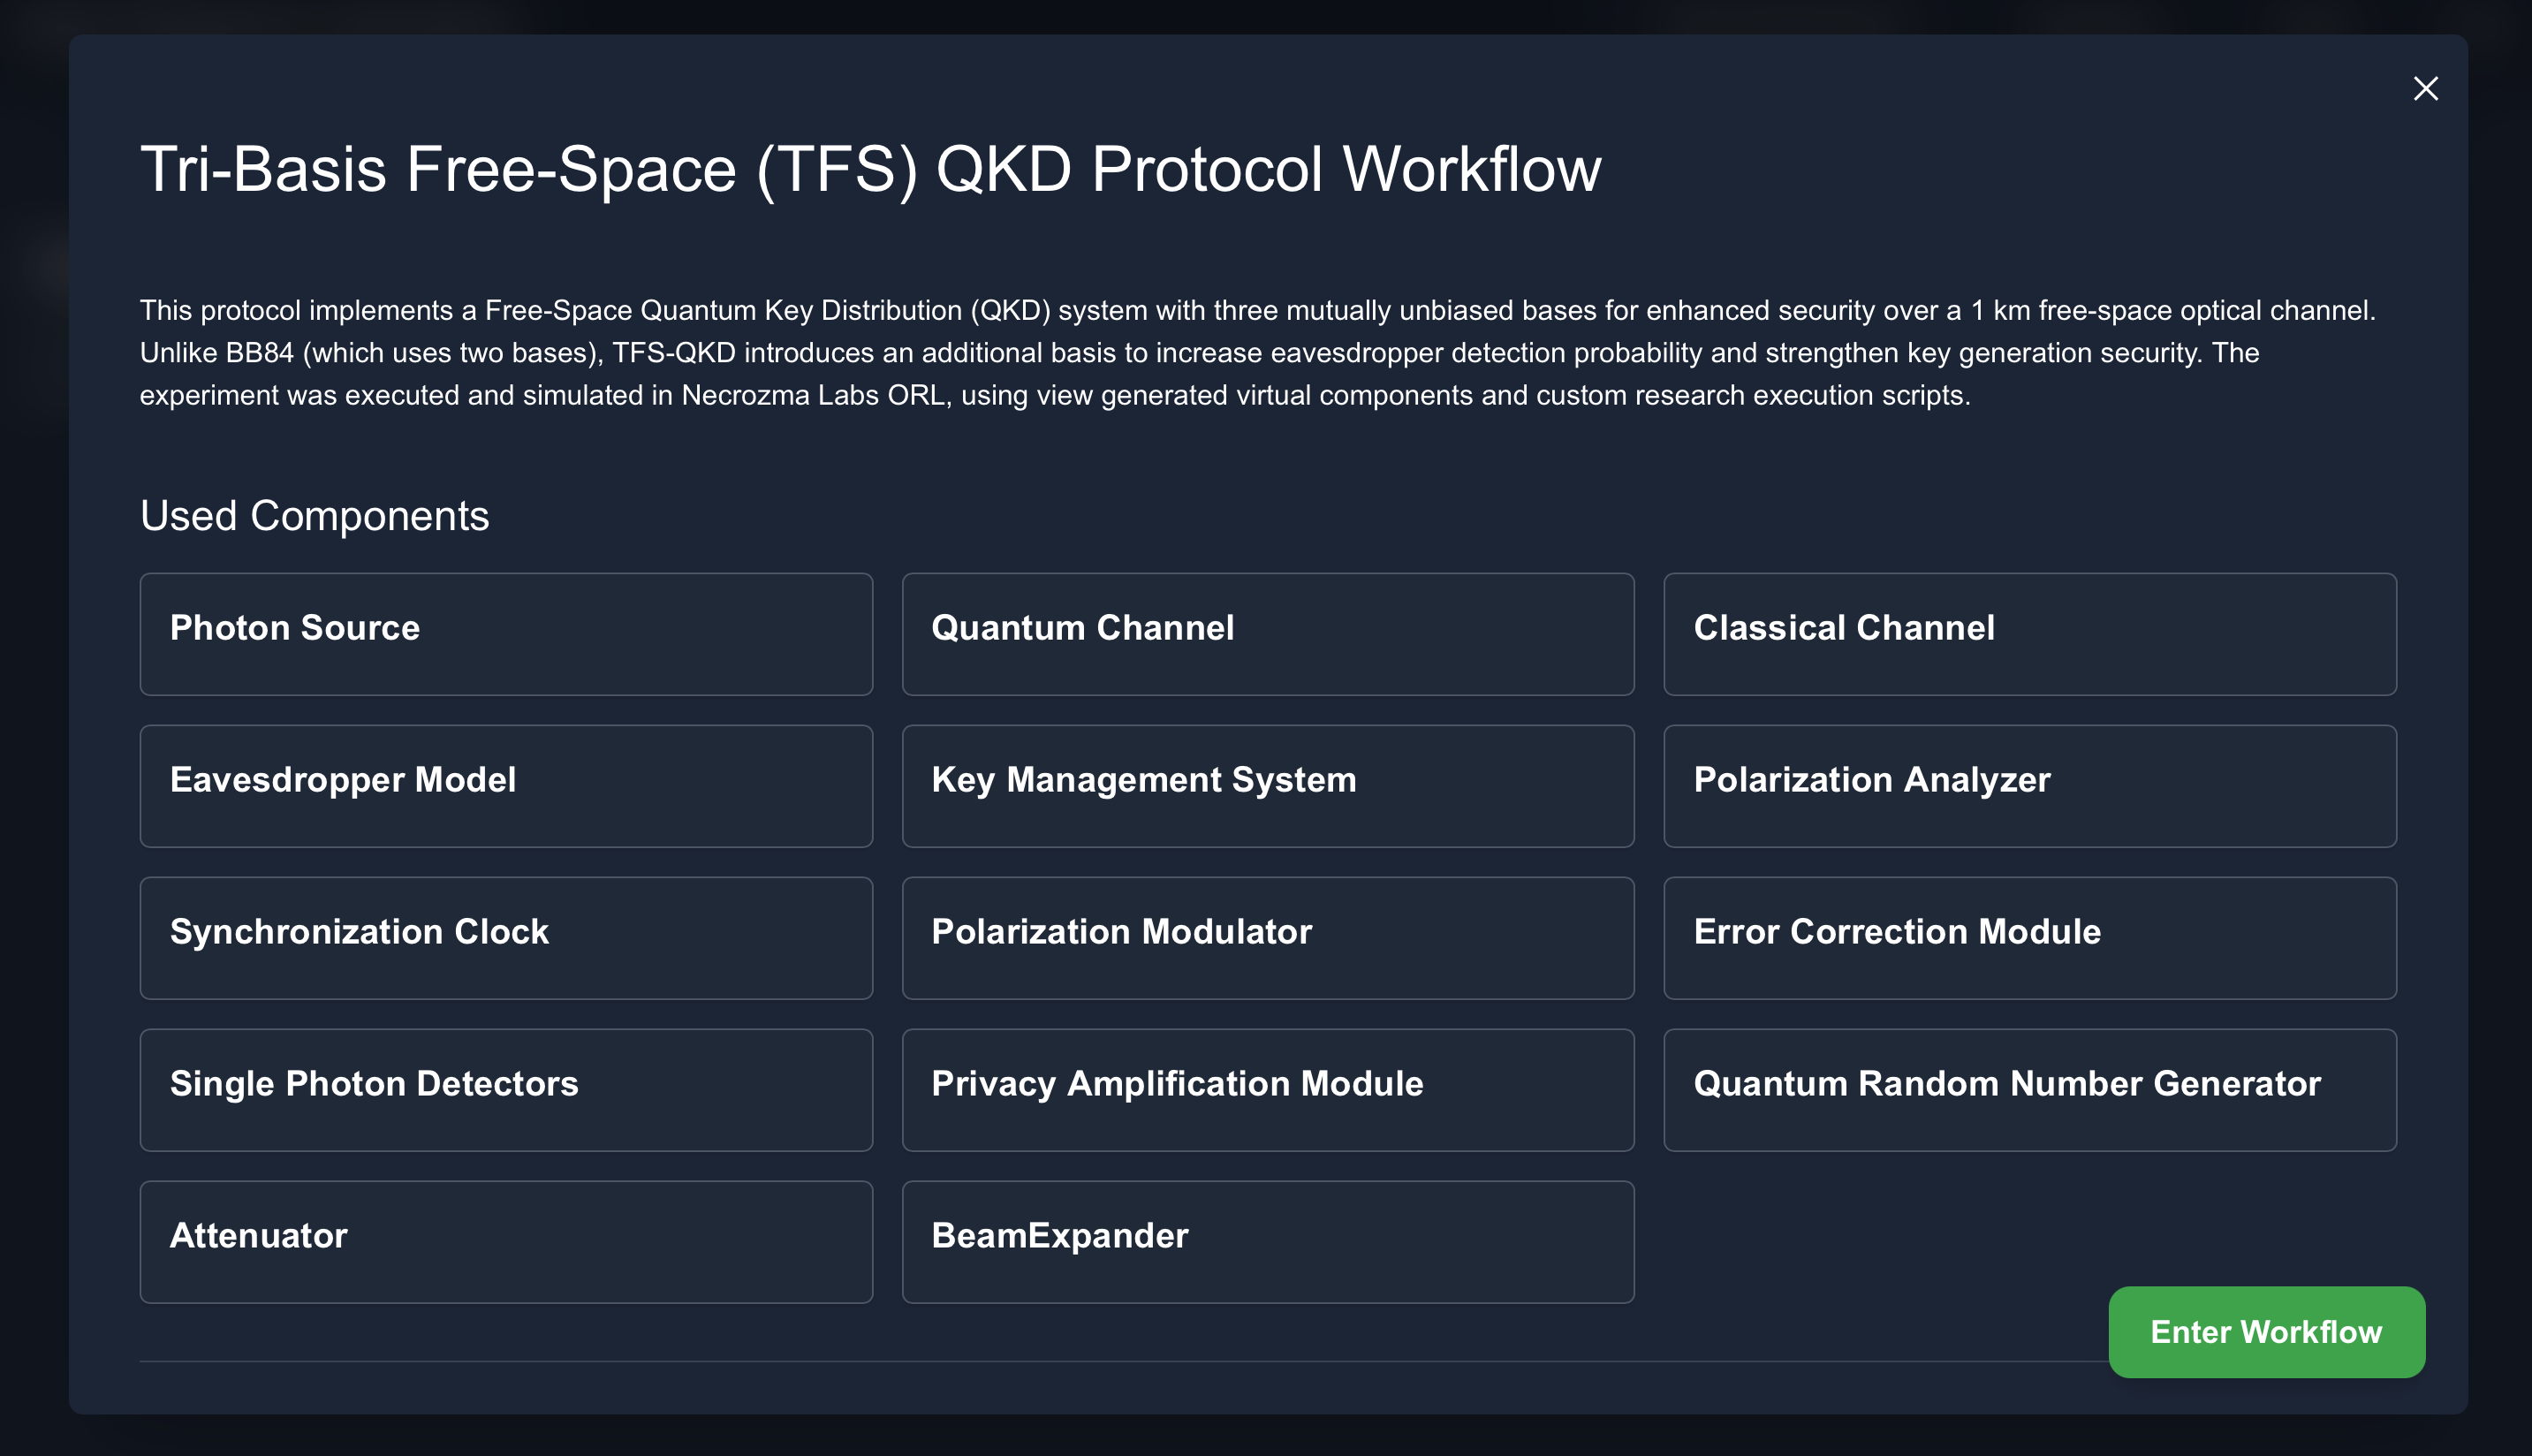 Tri-Basis Free-Space (TFS) QKD Protocol Workflow
This protocol implements a Free-Space Quantum Key Distribution (QKD) system with three mutually unbiased bases for enhanced security over a 1 km free-space optical channel.
Unlike BB84 (which uses two bases), TFS-QKD introduces an additional basis to increase eavesdropper detection probability and strengthen key generation security. The
experiment was executed and simulated in Necrozma Labs ORL, using view generated virtual components and custom research execution scripts.
Used Components
Photon Source
Quantum Channel
Classical Channel
Eavesdropper Model
Key Management System
Polarization Analyzer
Synchronization Clock
Polarization Modulator
Error Correction Module
Single Photon Detectors
Privacy Amplification Module
Quantum Random Number Generator
Attenuator
BeamExpander
Enter Workflow